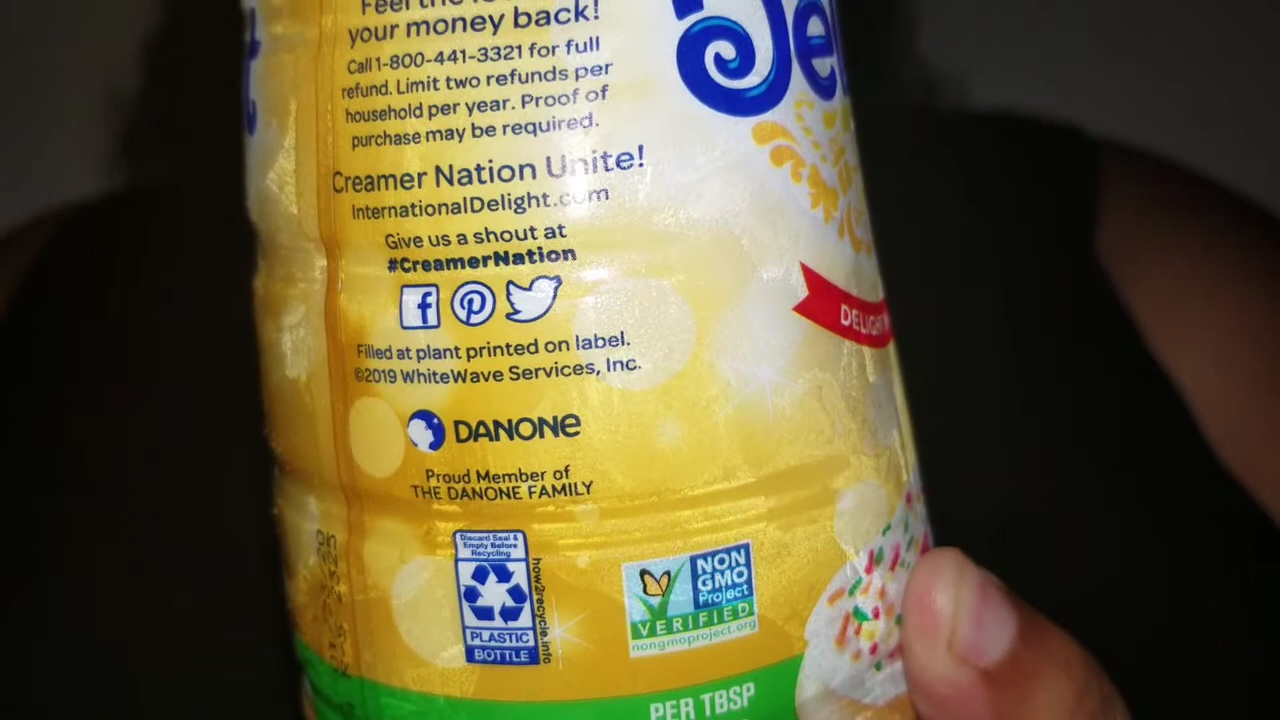 Feel the
your money back!
Call 1-800-441-3321 for full
refund. Limit two refunds per
household per year. Proof of
purchase may be required.
Creamer Nation Unite!
InternationalDelight.com
Give us a shout at
#CreamerNation
Filled at plant printed on label.
©2019 WhiteWave Services, Inc.
DANONE
Proud Member of
THE DANONE FAMILY
Discard Seal &
Empty Before
Recycling
PLASTIC
BOTTLE
how2recycle.info
NON
GMO
Project
VERIFIED
nongmoproject.org
PER TBSP
DELIGHT